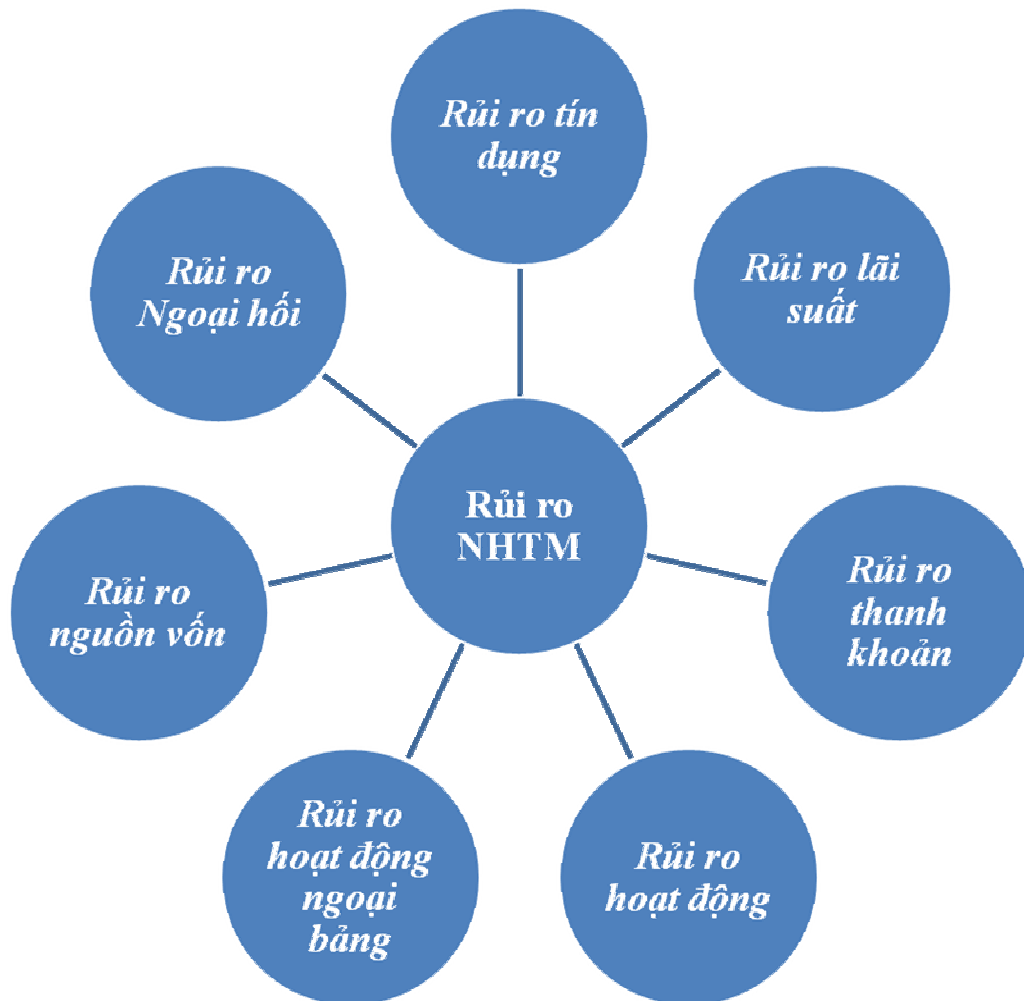 Rủi ro tín
dụng
Rủi ro lãi
suất
Rủi ro
thanh
khoản
Rủi ro
hoạt động
Rủi ro
hoạt động
ngoại
bảng
Rủi ro
nguồn vốn
Rủi ro
Ngoại hối
Rủi ro
NHTM